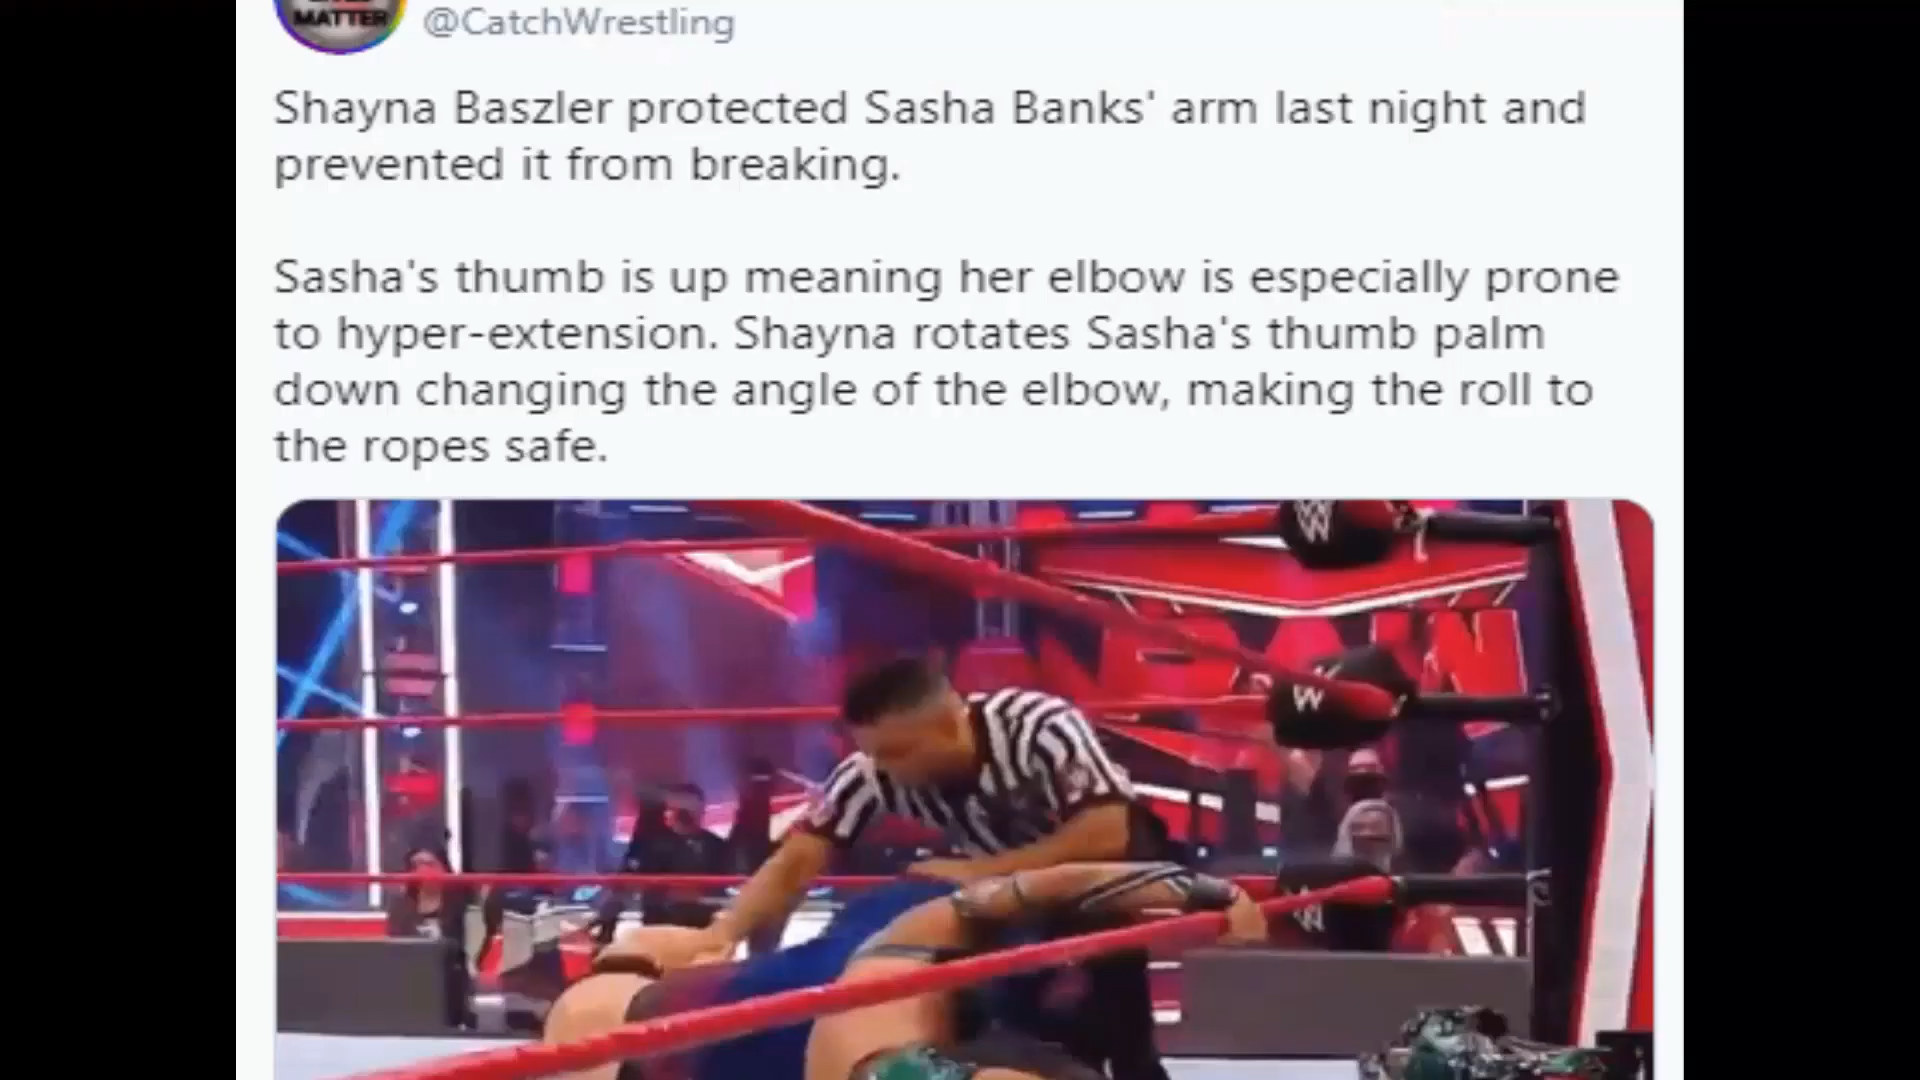 MATTER
@CatchWrestling
Shayna Baszler protected Sasha Banks' arm last night and
prevented it from breaking.
Sasha's thumb is up meaning her elbow is especially prone
to hyper-extension. Shayna rotates Sasha's thumb palm
down changing the angle of the elbow, making the roll to
the ropes safe.
W
RAW
W
W